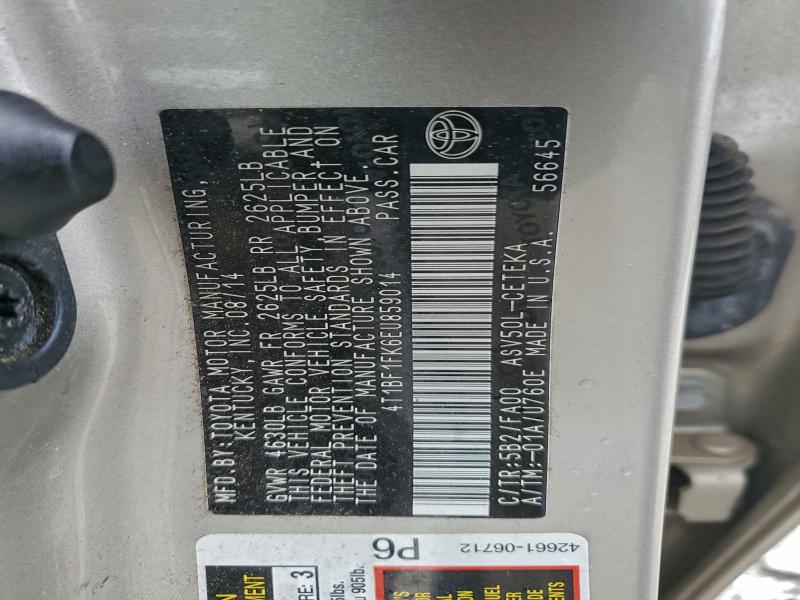 MFD BY:TOYOTA MOTOR MANUFACTURING,
KENTUCKY, INC. 08/14
GVWR 4630LB GAWR FR 2625LB RR 2625LB
THIS VEHICLE CONFORMS TO ALL APPLICABLE
FEDERAL MOTOR VEHICLE SAFETY, BUMPER, AND
THEFT PREVENTION STANDARDS IN EFFECT ON
THE DATE OF MANUFACTURE SHOWN ABOVE.
4T1BF1FK6EU859014 PASS.CAR
C/TR:5B2/FA00 ASV50L-CETEKA
A/TM:-01A/U760E MADE IN U.S.A. 56645
42661-06712
P6
RE: 3
905lb.